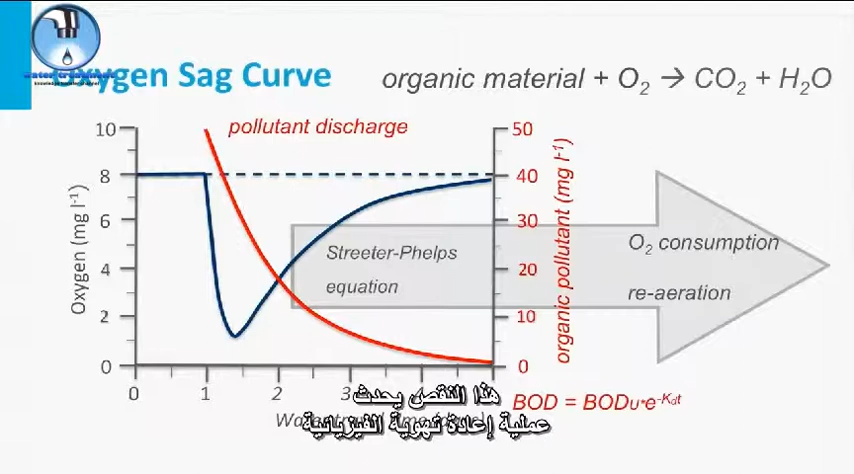 Oxygen Sag Curve
organic material + O₂ → CO₂ + H₂O
pollutant discharge
10
8
6
4
2
0
Oxygen (mg l⁻¹)
50
40
30
20
10
0
organic pollutant (mg l⁻¹)
Streeter-Phelps
equation
O₂ consumption
re-aeration
0 1 2 3
هذا النقص يحدث
عملية إعادة تهوية الفيزيائية
BOD = BODᵤ*e^-Kdt